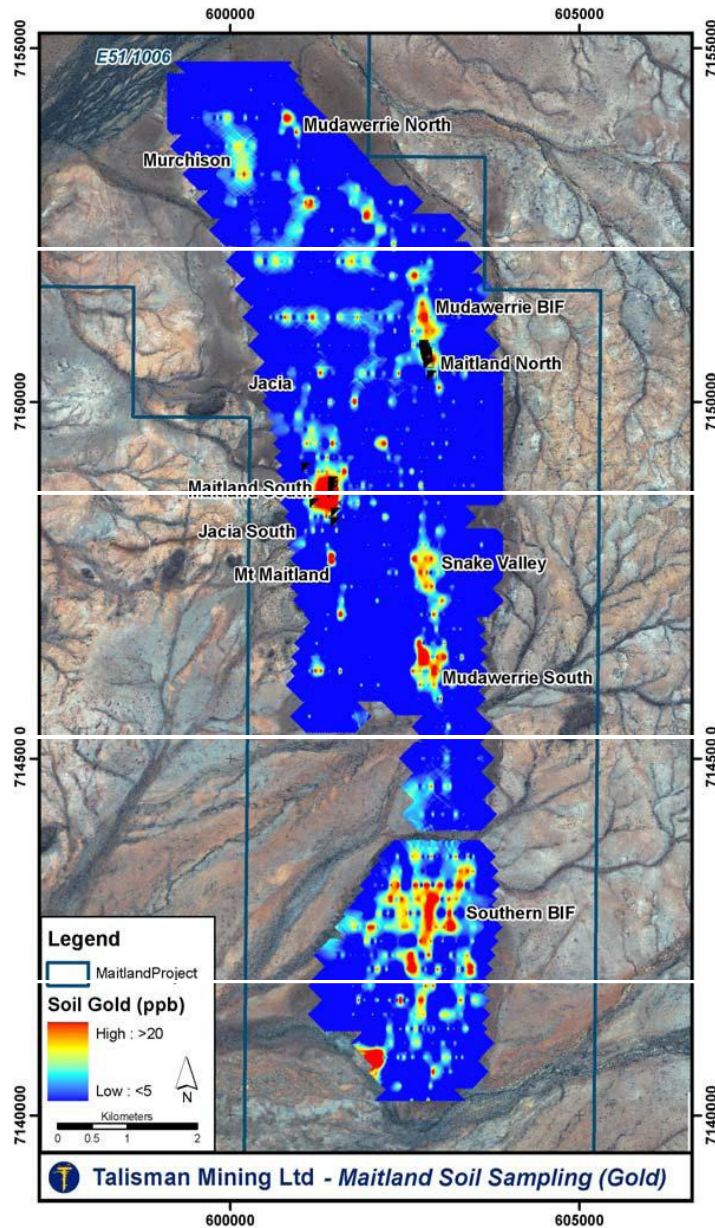 600000 605000
7155000 7155000
E51/1006
Mudawerrie North
Murchison
Mudawerrie BIF
Maitland North
7150000 7150000
Jacia
Maitland South
Jacia South
Mt Maitland
Snake Valley
Mudawerrie South
7145000 714500 0
Southern BIF
Legend
MaitlandProject
Soil Gold (ppb)
High : >20
Low : <5
N
Kilometers
0 0.5 1 2
7140000 7140000
Talisman Mining Ltd - Maitland Soil Sampling (Gold)
600000 605000